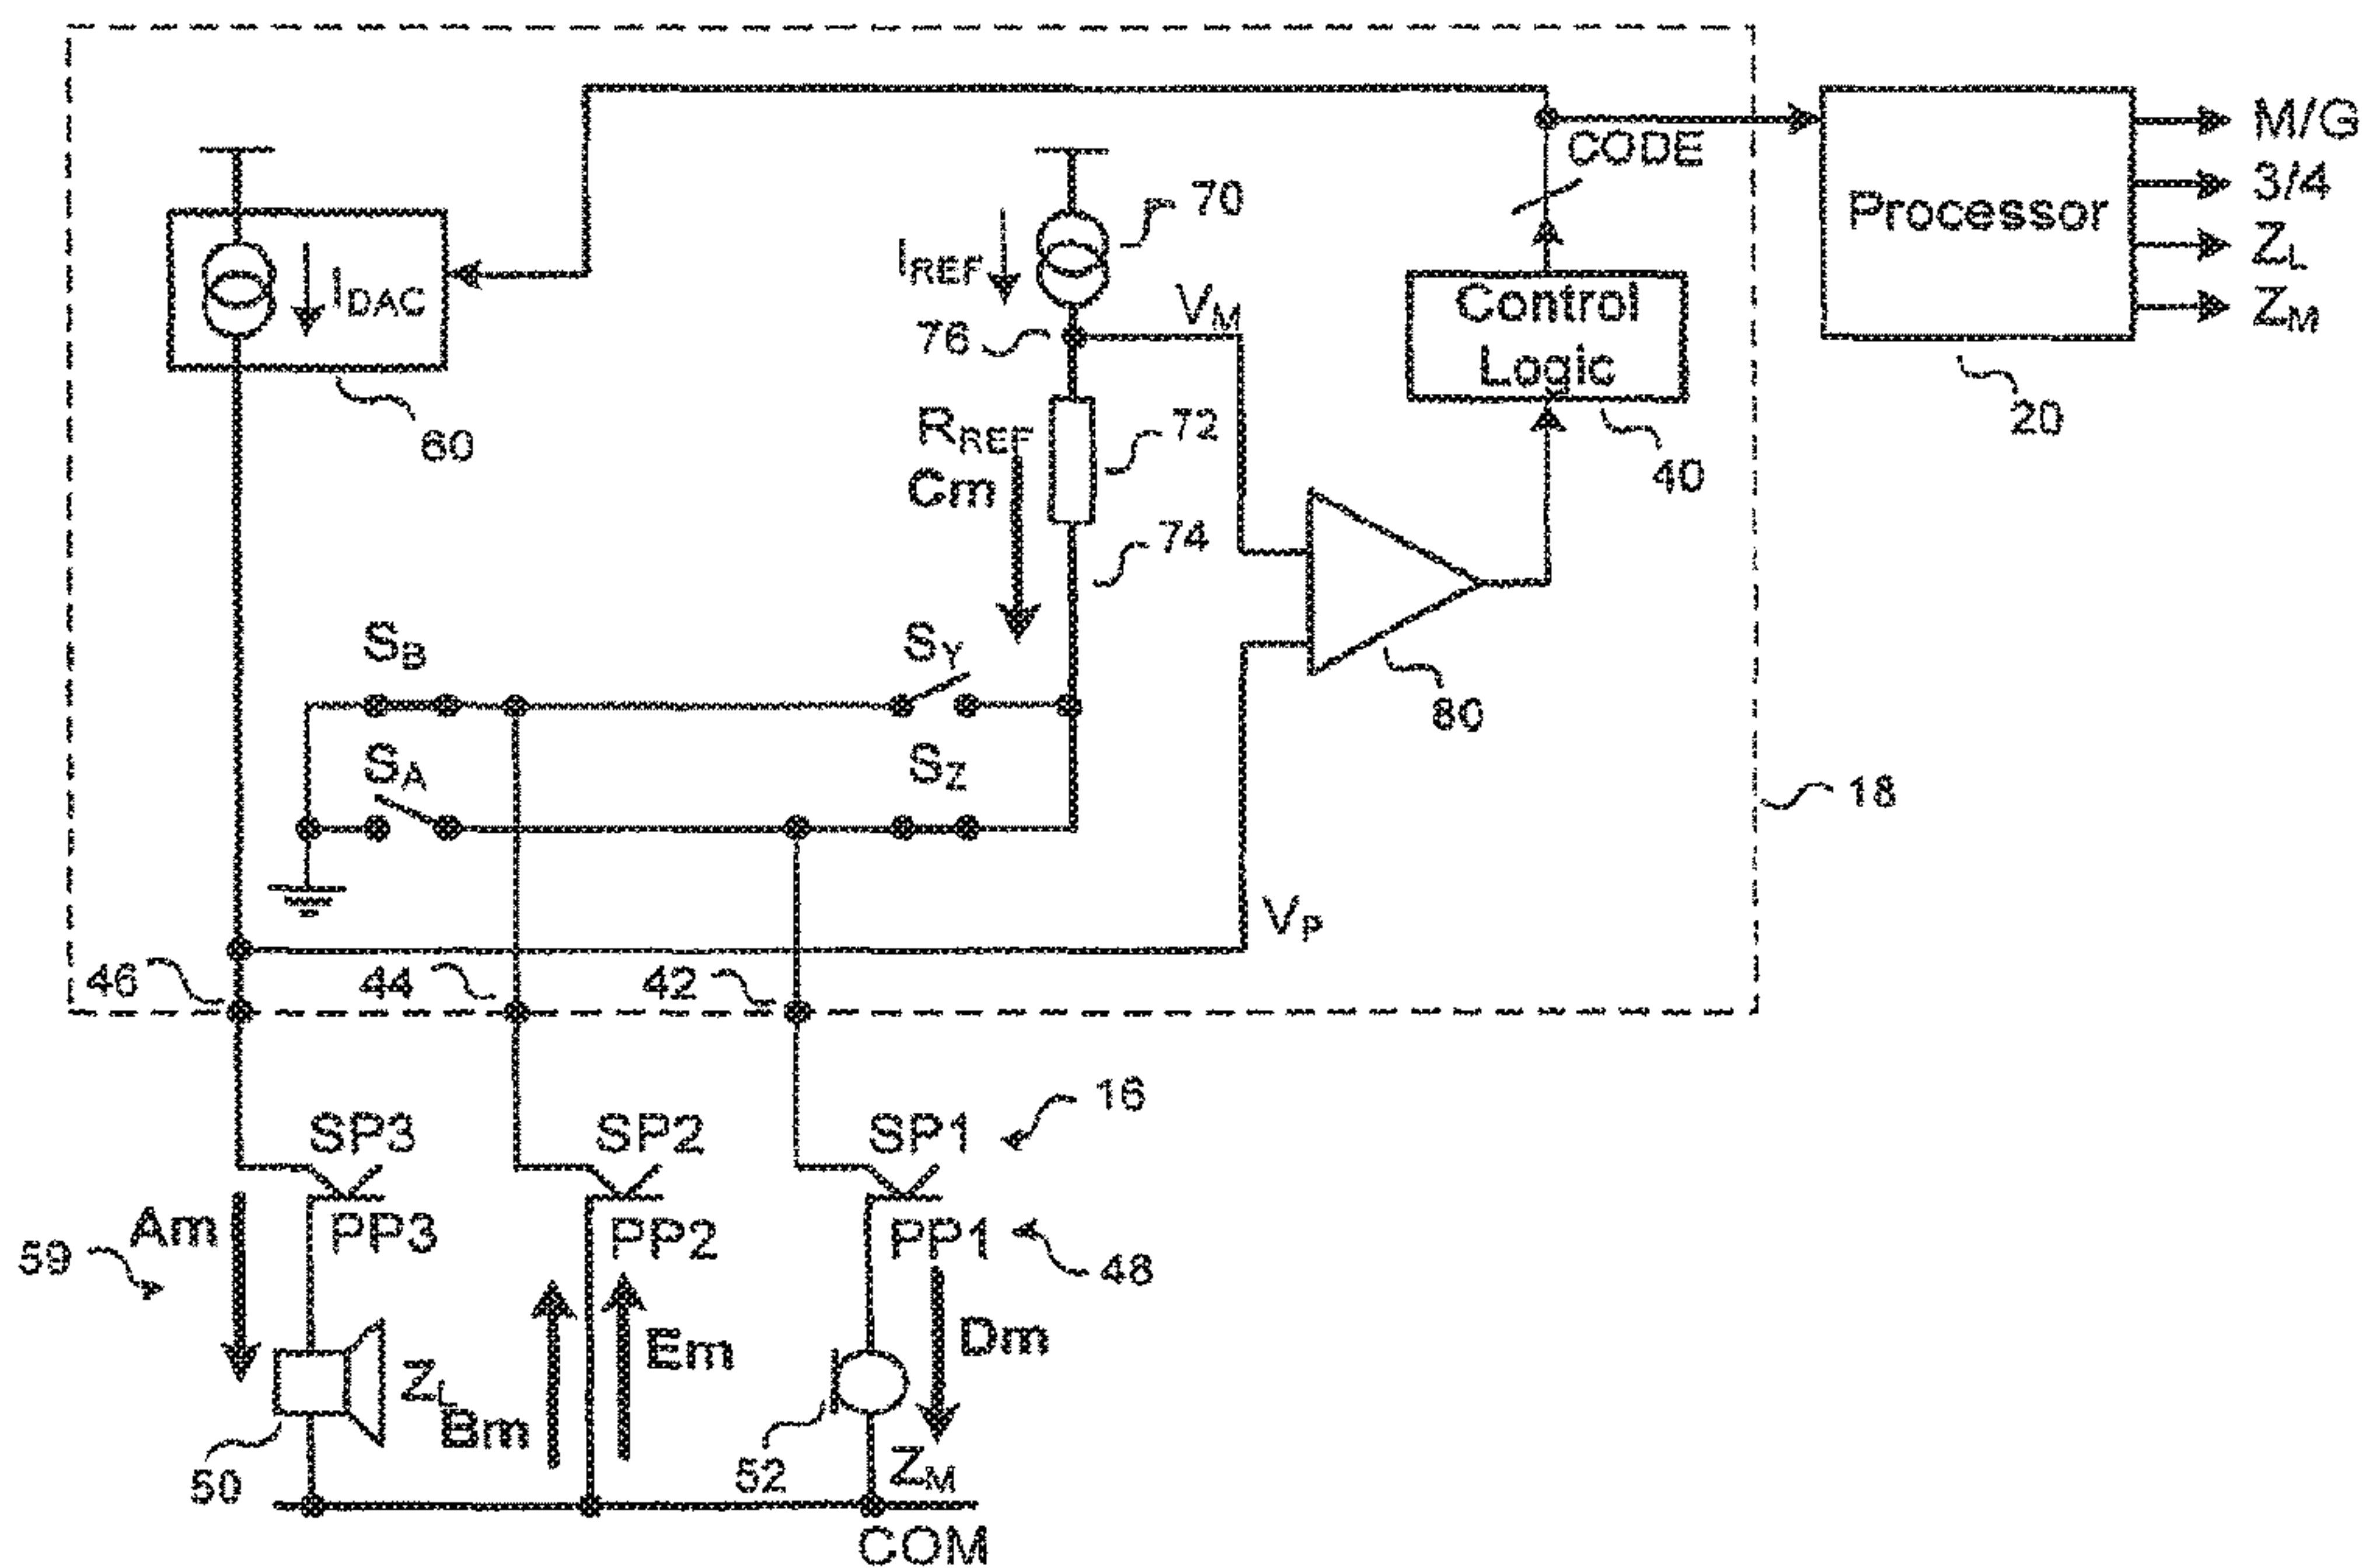 M/G
CODE
3/4
Processor
70
I_REF
Z_L
I_DAC
V_M
Control
Logic
Z_M
76
20
60
R_REF
72
40
Cm
74
S_B
S_Y
80
S_A
S_Z
18
V_P
46
44
42
SP3
SP2
SP1
16
Am
PP3
PP2
PP1
59
48
Em
Dm
Z_L
Bm
50
52
Z_M
COM